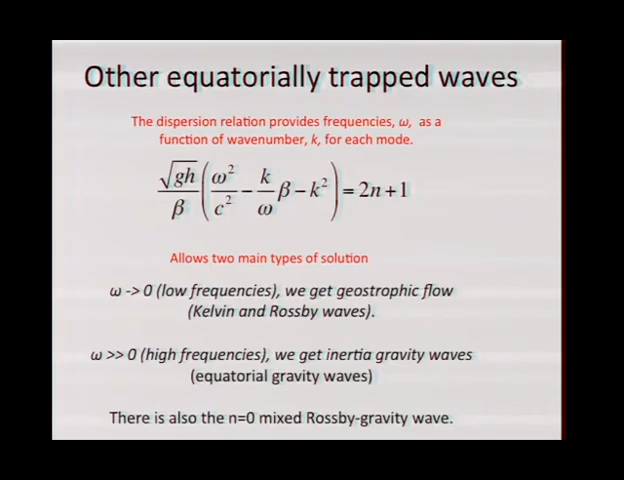 Other equatorially trapped waves
The dispersion relation provides frequencies, ω, as a
function of wavenumber, k, for each mode.
√gh/β (ω²/c² − k/ω β − k²) = 2n + 1
Allows two main types of solution
ω -> 0 (low frequencies), we get geostrophic flow
(Kelvin and Rossby waves).
ω >> 0 (high frequencies), we get inertia gravity waves
(equatorial gravity waves)
There is also the n=0 mixed Rossby-gravity wave.